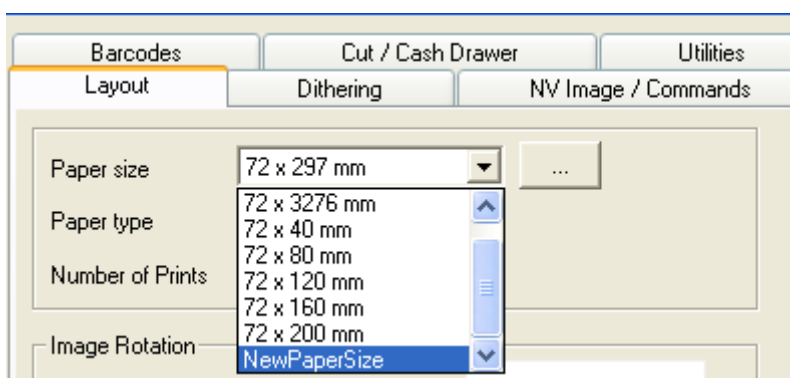 Barcodes Cut / Cash Drawer Utilities
Layout Dithering NV Image / Commands
Paper size 72 x 297 mm ...
72 x 3276 mm
Paper type 72 x 40 mm
72 x 80 mm
Number of Prints 72 x 120 mm
72 x 160 mm
72 x 200 mm
Image Rotation NewPaperSize